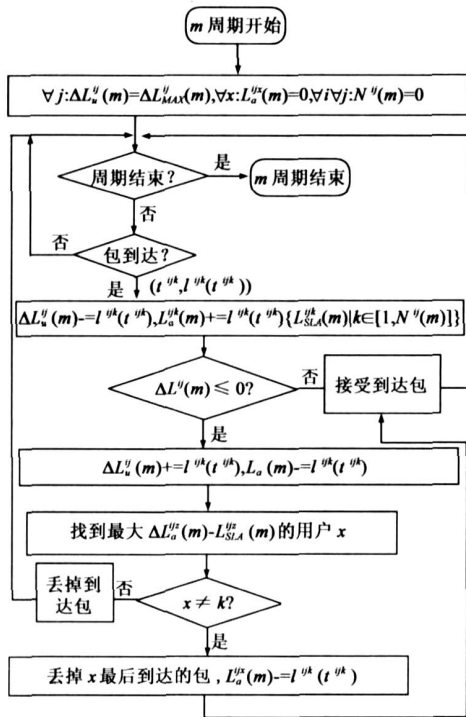 m 周期开始
∀j:ΔL_u^{ij}(m)=ΔL_{MAX}^{ij}(m),∀x:L_a^{ijx}(m)=0,∀i∀j:N^{ij}(m)=0
周期结束?
是
m 周期结束
否
包到达?
否
是
(t^{ijk},l^{ijk}(t^{ijk}))
ΔL_u^{ij}(m)-=l^{ijk}(t^{ijk}),L_a^{ijk}(m)+=l^{ijk}(t^{ijk}){L_{SLA}^{ijk}(m)|k∈[1,N^{ij}(m)]}
ΔL^{ij}(m)≤0?
否
接受到达包
是
ΔL_u^{ij}(m)+=l^{ijk}(t^{ijk}),L_a(m)-=l^{ijk}(t^{ijk})
找到最大 ΔL_a^{ijz}(m)-L_{SLA}^{ijz}(m)的用户 x
丢掉到
达包
否
x≠k?
是
丢掉 x 最后到达的包,L_a^{ijx}(m)-=l^{ijk}(t^{ijk})